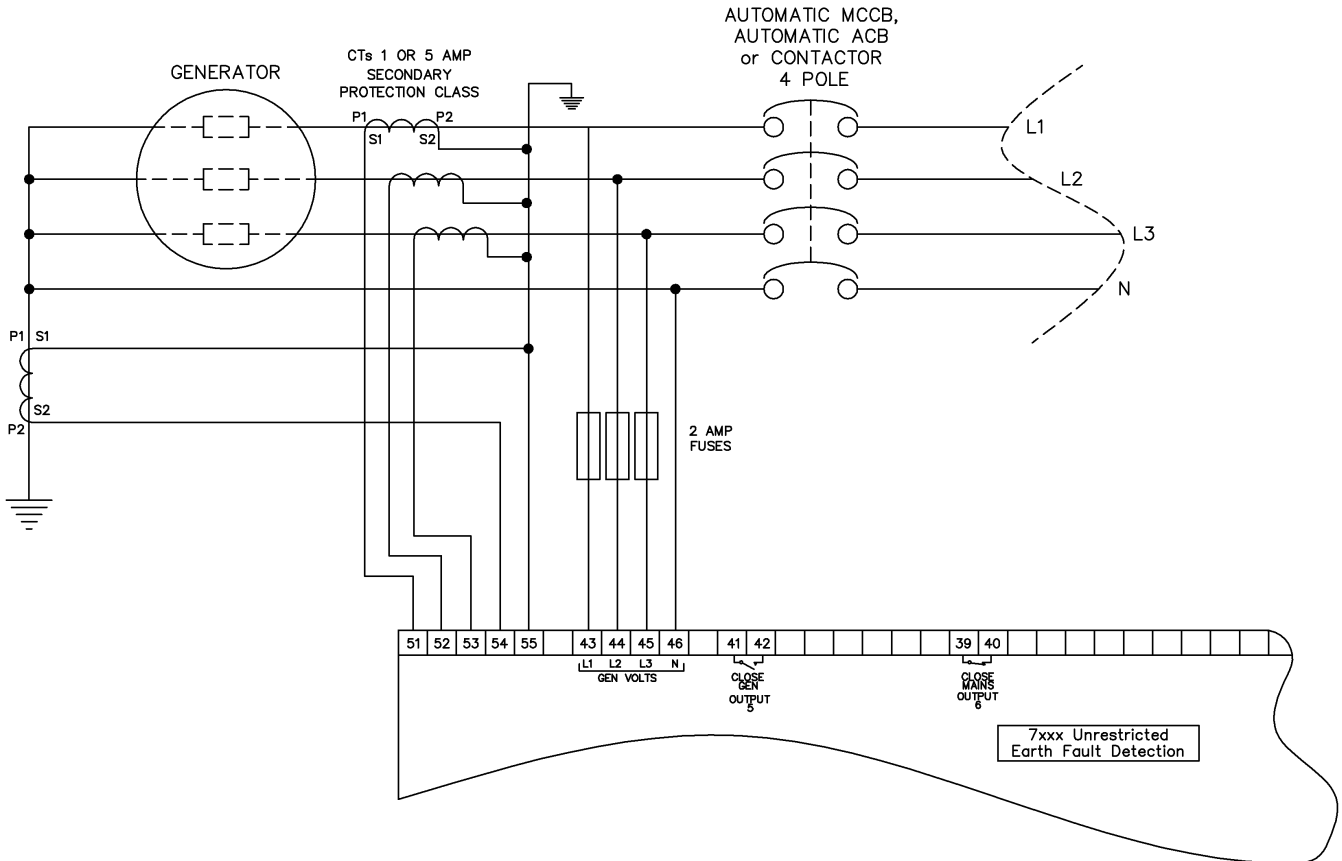 AUTOMATIC MCCB,
AUTOMATIC ACB
or CONTACTOR
4 POLE
CTs 1 OR 5 AMP
SECONDARY
PROTECTION CLASS
GENERATOR
P1 P2
S1 S2
L1
L2
L3
N
P1 S1
S2
P2
2 AMP
FUSES
51 52 53 54 55 43 44 45 46 41 42 39 40
L1 L2 L3 N
GEN VOLTS
CLOSE
GEN
OUTPUT
5
CLOSE
MAINS
OUTPUT
6
7xxx Unrestricted
Earth Fault Detection